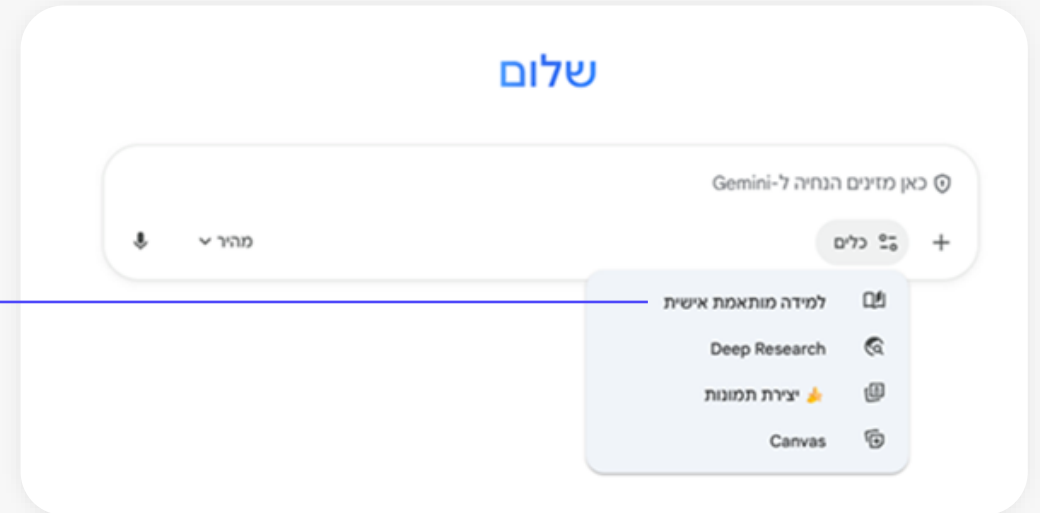 שלום
כאן מזינים הנחיה ל-Gemini
כלים
מהיר
למידה מותאמת אישית
Deep Research
יצירת תמונות
Canvas